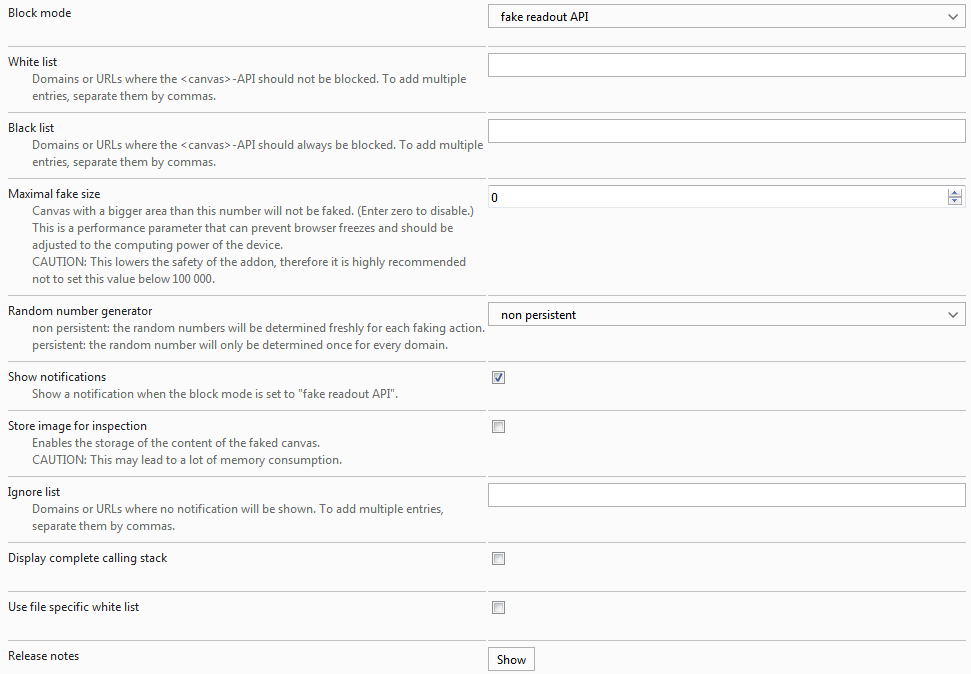 Block mode
fake readout API
White list
Domains or URLs where the <canvas>-API should not be blocked. To add multiple
entries, separate them by commas.
Black list
Domains or URLs where the <canvas>-API should always be blocked. To add multiple
entries, separate them by commas.
Maximal fake size
0
Canvas with a bigger area than this number will not be faked. (Enter zero to disable.)
This is a performance parameter that can prevent browser freezes and should be
adjusted to the computing power of the device.
CAUTION: This lowers the safety of the addon, therefore it is highly recommended
not to set this value below 100 000.
Random number generator
non persistent
non persistent: the random numbers will be determined freshly for each faking action.
persistent: the random number will only be determined once for every domain.
Show notifications
Show a notification when the block mode is set to "fake readout API".
Store image for inspection
Enables the storage of the content of the faked canvas.
CAUTION: This may lead to a lot of memory consumption.
Ignore list
Domains or URLs where no notification will be shown. To add multiple entries,
separate them by commas.
Display complete calling stack
Use file specific white list
Release notes
Show